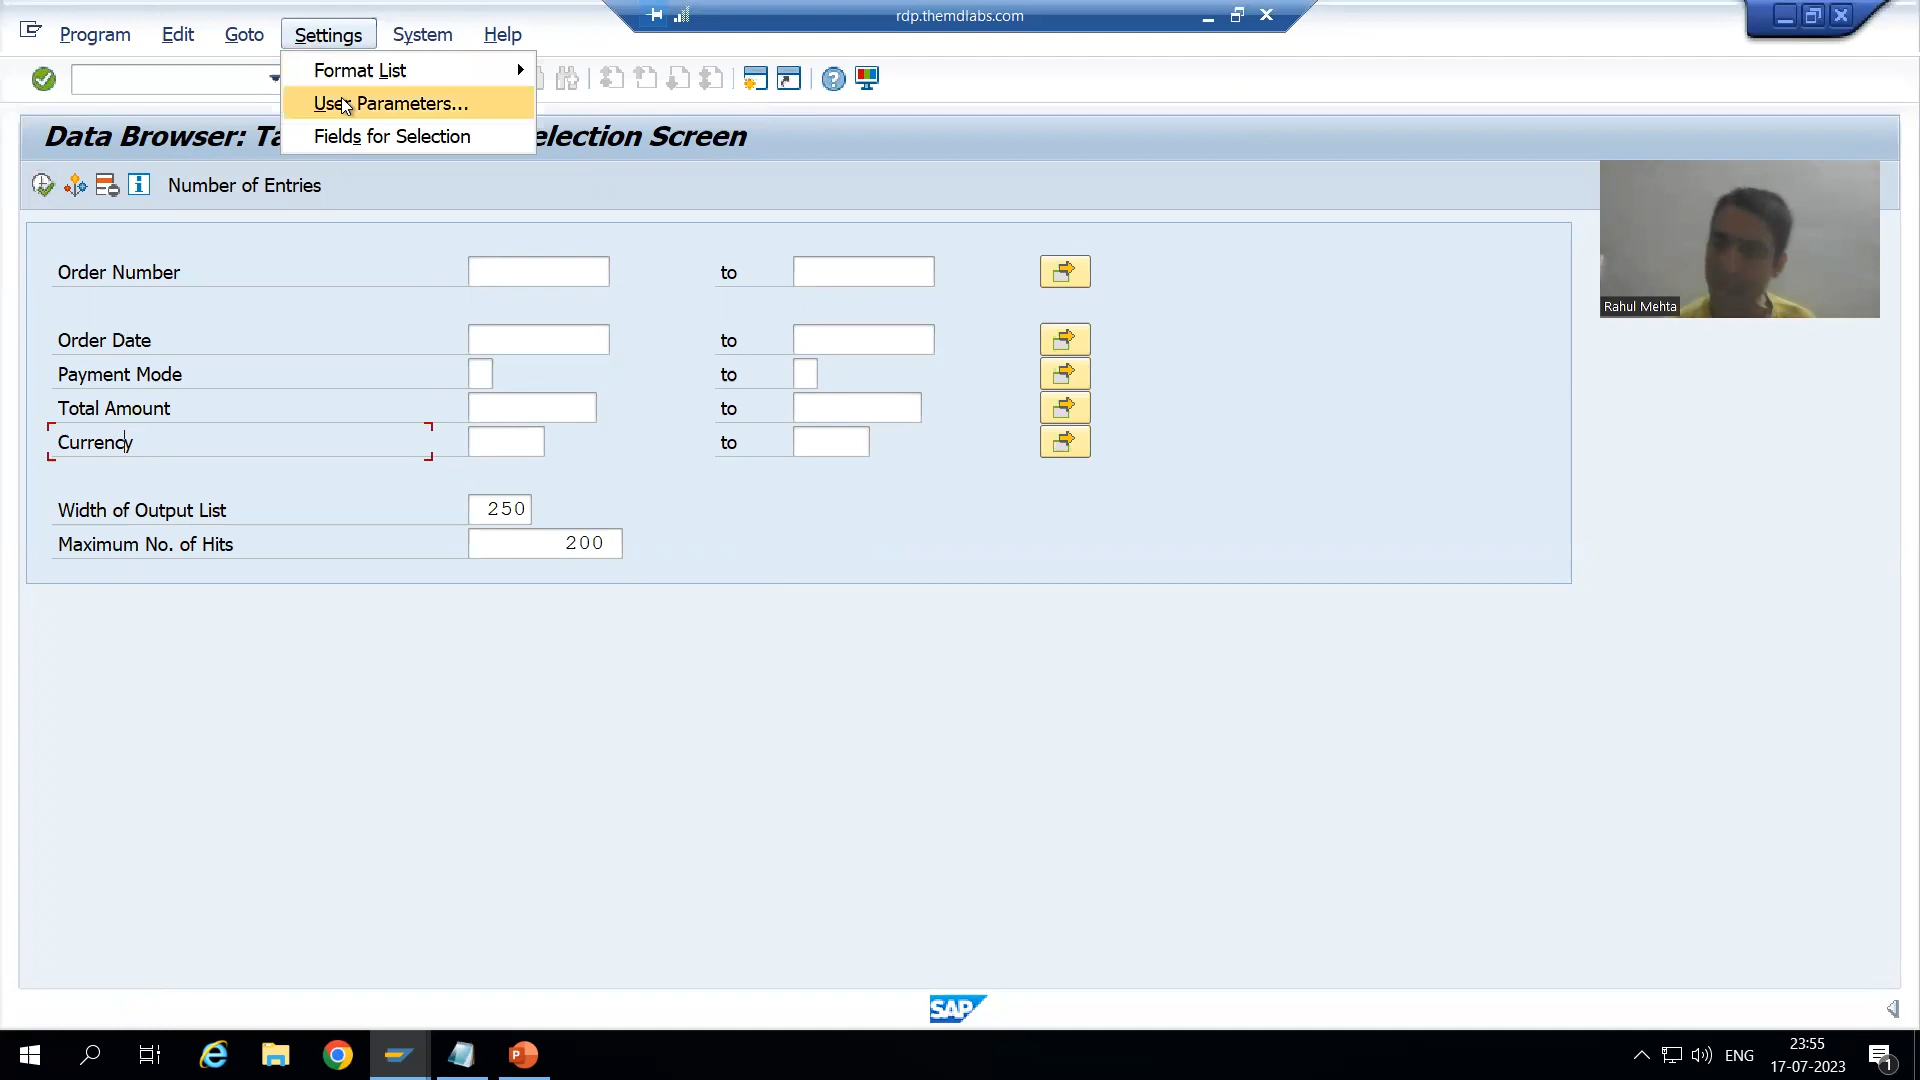 rdp.themdlabs.com
Program Edit Goto Settings System Help
Format List
User Parameters...
Fields for Selection
Data Browser: Ta election Screen
Number of Entries
Order Number to
Order Date to
Payment Mode to
Total Amount to
Currency to
Width of Output List 250
Maximum No. of Hits 200
Rahul Mehta
SAP
ENG
23:55
17-07-2023
1